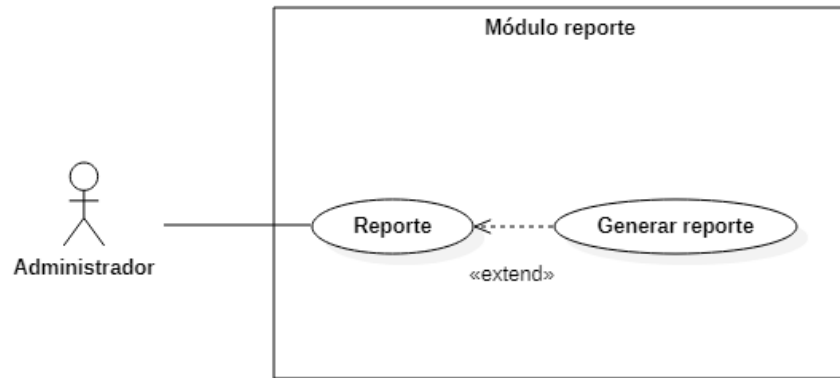 Módulo reporte
Reporte
Generar reporte
Administrador
«extend»